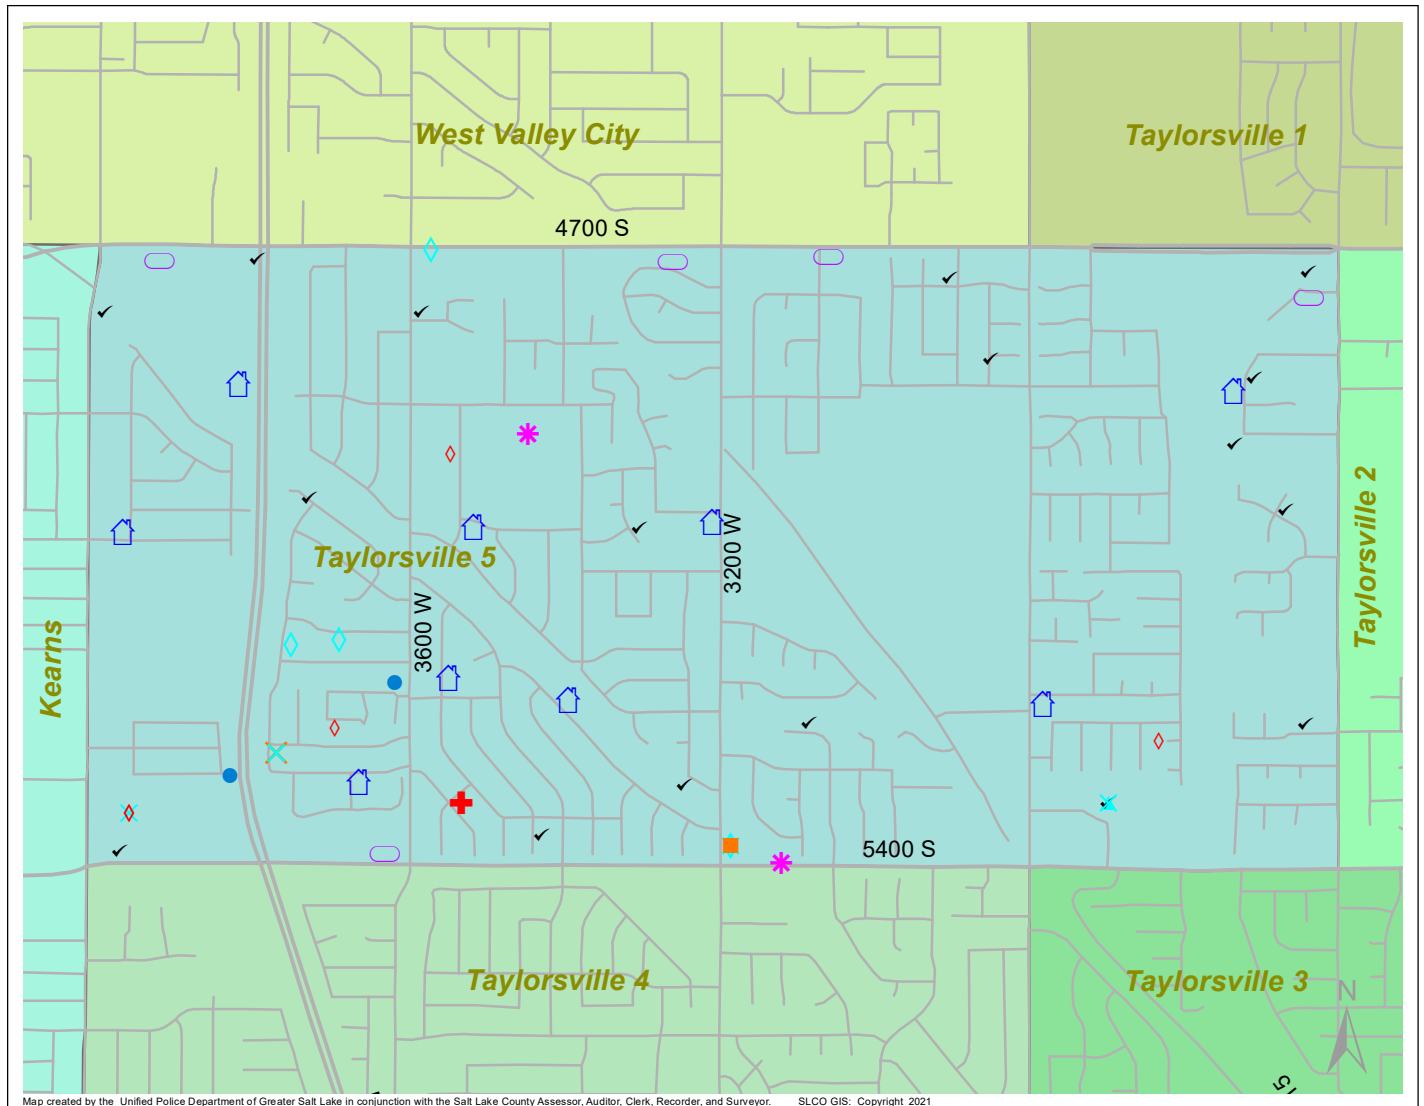 West Valley City
Taylorsville 1
4700 S
Taylorsville 5
3200 W
Taylorsville 2
3600 W
Kearns
5400 S
Taylorsville 4
Taylorsville 3
N
15
Map created by the Unified Police Department of Greater Salt Lake in conjunction with the Salt Lake County Assessor, Auditor, Clerk, Recorder, and Surveyor. SLCO GIS: Copyright 2021